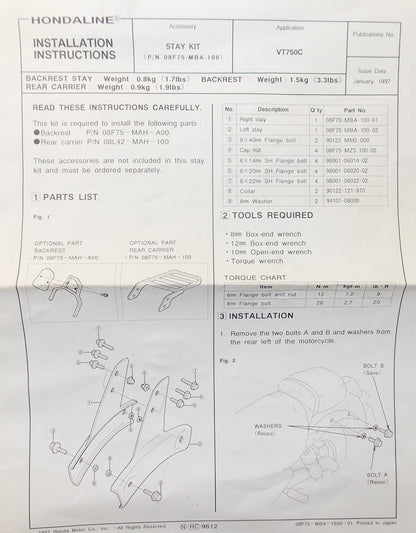 HONDALINE®
INSTALLATION
INSTRUCTIONS
Accessory
STAY KIT
(P/N 08F75-MBA-100)
Application
VT750C
Publications No.
Issue Date
January, 1997
BACKREST STAY Weight 0.8kg (1.7lbs) BACKREST Weight 1.5kg (3.3lbs)
REAR CARRIER : Weight 0.9kg (1.9lbs)
READ THESE INSTRUCTIONS CAREFULLY.
This kit is required to install the following parts
●Backrest P/N 08F75-MAH-A00
●Rear carrier P/N 08L42-MAH-100
These accessories are not included in this stay
kit and must be ordered separately.
1 PARTS LIST
Fig. 1
OPTIONAL PART
BACKREST
P/N 08F75-MAH-A00
OPTIONAL PART
REAR CARRIER
P/N 08F75-MAH-100
No. Description Q'ty Part No.
① Right stay 1 08F75-MBA-100-01
② Left stay 1 08F75-MBA-100-02
③ 8×40m Flange bolt 2 90122-MM2-000
④ Cap nut 4 08F75-MZ5-100-05
⑤ 6×14m SH Flange bolt 4 96001-06014-02
⑥ 6×20m SH Flange bolt 4 96001-06020-02
⑦ 6×22m SH Flange bolt 4 96001-06022-02
⑧ Collar 2 90122-121-970
⑨ 8m Washer 2 94101-08000
2 TOOLS REQUIRED
・8mm Box-end wrench
・12mm Box-end wrench
・10mm Open-end wrench
・Torque wrench
TORQUE CHART
Item N·m kgf·m lb·ft
6mm Flange bolt and nut 12 1.2 9
8mm Flange bolt 26 2.7 20
3 INSTALLATION
1. Remove the two bolts A and B and washers from
the rear left of the motorcycle.
Fig. 2
BOLT B
(Save)
WASHERS
(Reuse)
BOLT A
(Reuse)
1997 Honda Motor Co., Inc. -All Rights Reserved
Ⓝ HC 9612
08F75-MBA-1000-01 Printed in Japan